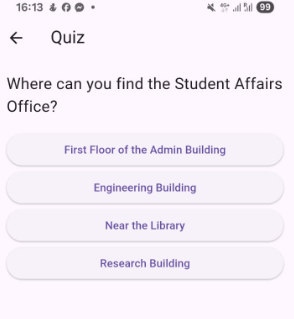 16:13 99
Quiz
Where can you find the Student Affairs
Office?
First Floor of the Admin Building
Engineering Building
Near the Library
Research Building